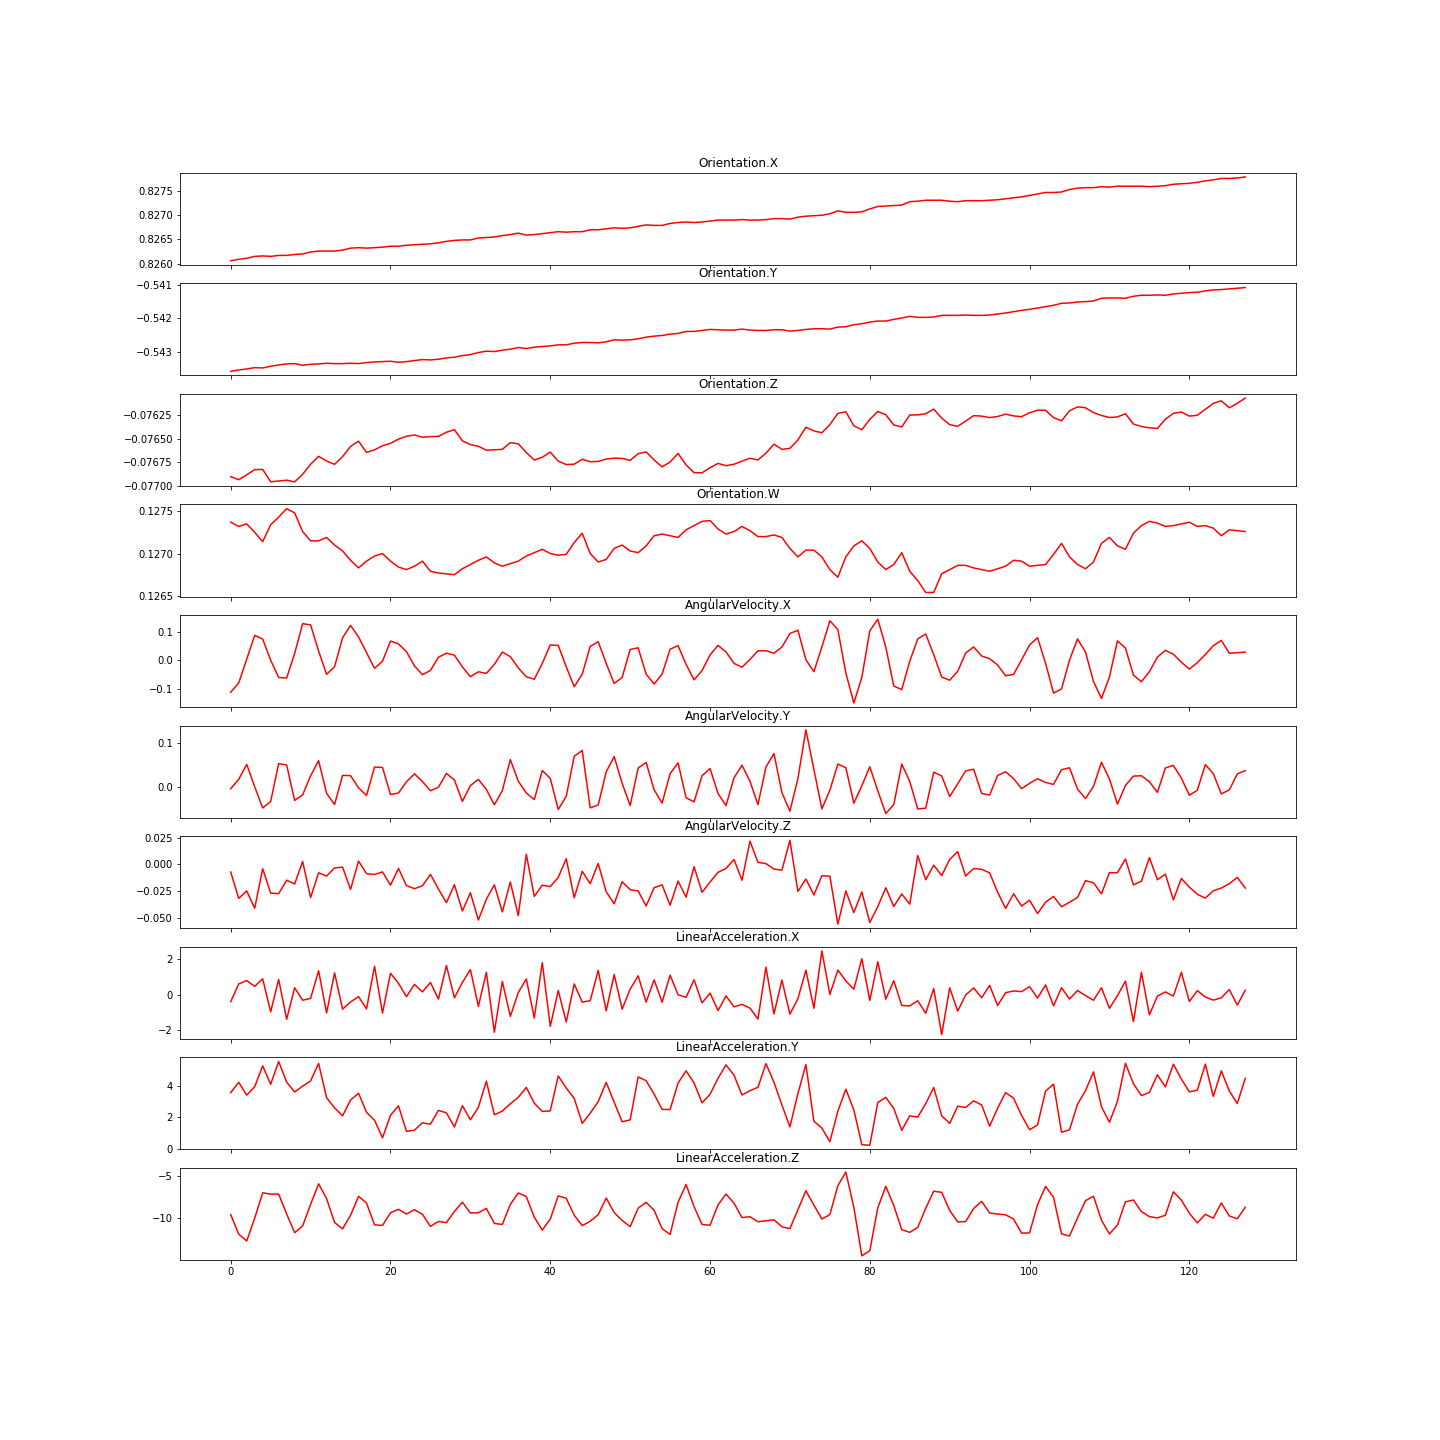 Orientation.X
0.8275
0.8270
0.8265
0.8260
Orientation.Y
−0.541
−0.542
−0.543
Orientation.Z
−0.07625
−0.07650
−0.07675
−0.07700
Orientation.W
0.1275
0.1270
0.1265
AngularVelocity.X
0.1
0.0
−0.1
AngularVelocity.Y
0.1
0.0
AngularVelocity.Z
0.025
0.000
−0.025
−0.050
LinearAcceleration.X
2
0
−2
LinearAcceleration.Y
4
2
0
LinearAcceleration.Z
−5
−10
0 20 40 60 80 100 120